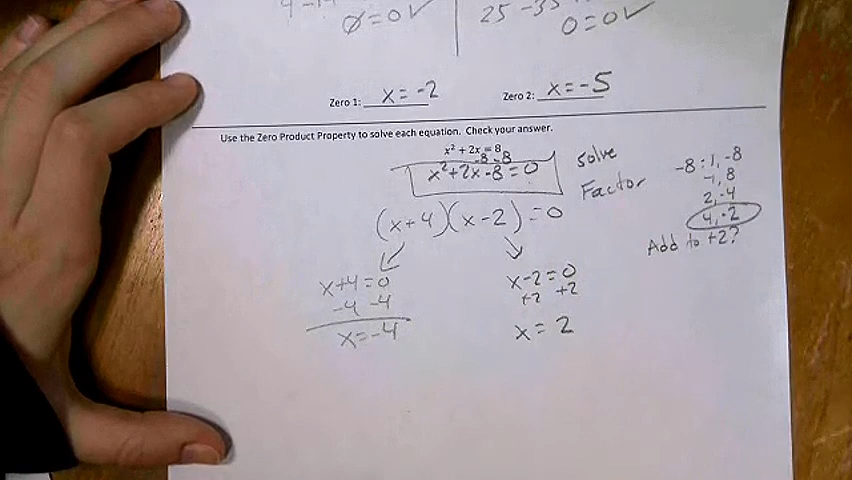 0=0✓
25 -35
0=0✓
Zero 1: x=-2
Zero 2: x=-5
Use the Zero Product Property to solve each equation. Check your answer.
x² + 2x = 8
-8 -8
x²+2x-8=0
solve
Factor
(x+4)(x-2)=0
-8: 1, -8
-1, 8
2, -4
4, -2
Add to +2?
x+4=0
-4 -4
x=-4
x-2=0
+2 +2
x=2